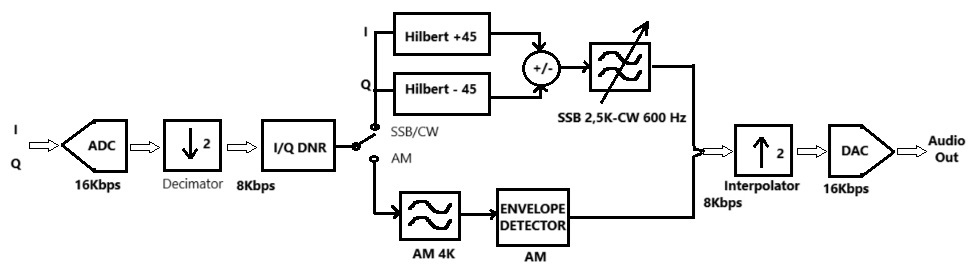 I
Q
ADC
16Kbps
2
Decimator
8Kbps
I/Q DNR
SSB/CW
AM
I
Hilbert +45
Q
Hilbert - 45
+/-
SSB 2,5K-CW 600 Hz
AM 4K
ENVELOPE
DETECTOR
AM
2
Interpolator
8Kbps
DAC
16Kbps
Audio
Out